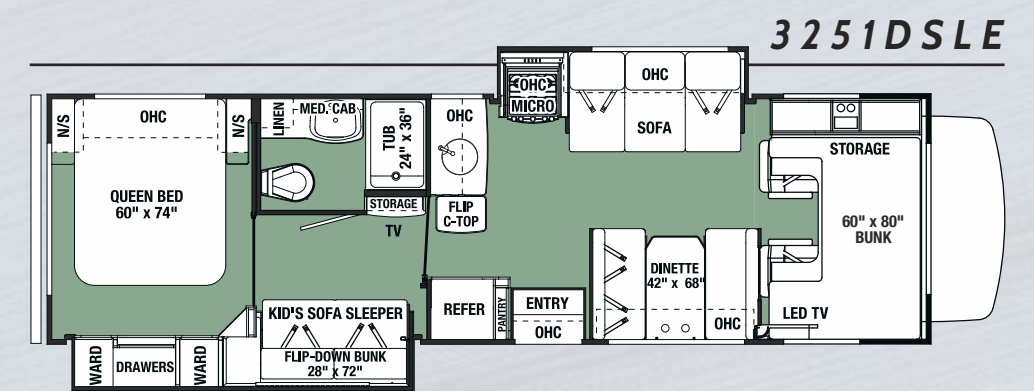 3251DSLE
N/S
OHC
N/S
QUEEN BED
60" x 74"
WARD
DRAWERS
WARD
LINEN
MED. CAB
TUB
24" x 36"
STORAGE
TV
KID'S SOFA SLEEPER
FLIP-DOWN BUNK
28" x 72"
OHC
FLIP
C-TOP
REFER
PANTRY
ENTRY
OHC
OHC
MICRO
OHC
SOFA
DINETTE
42" x 68"
OHC
STORAGE
60" x 80"
BUNK
LED TV